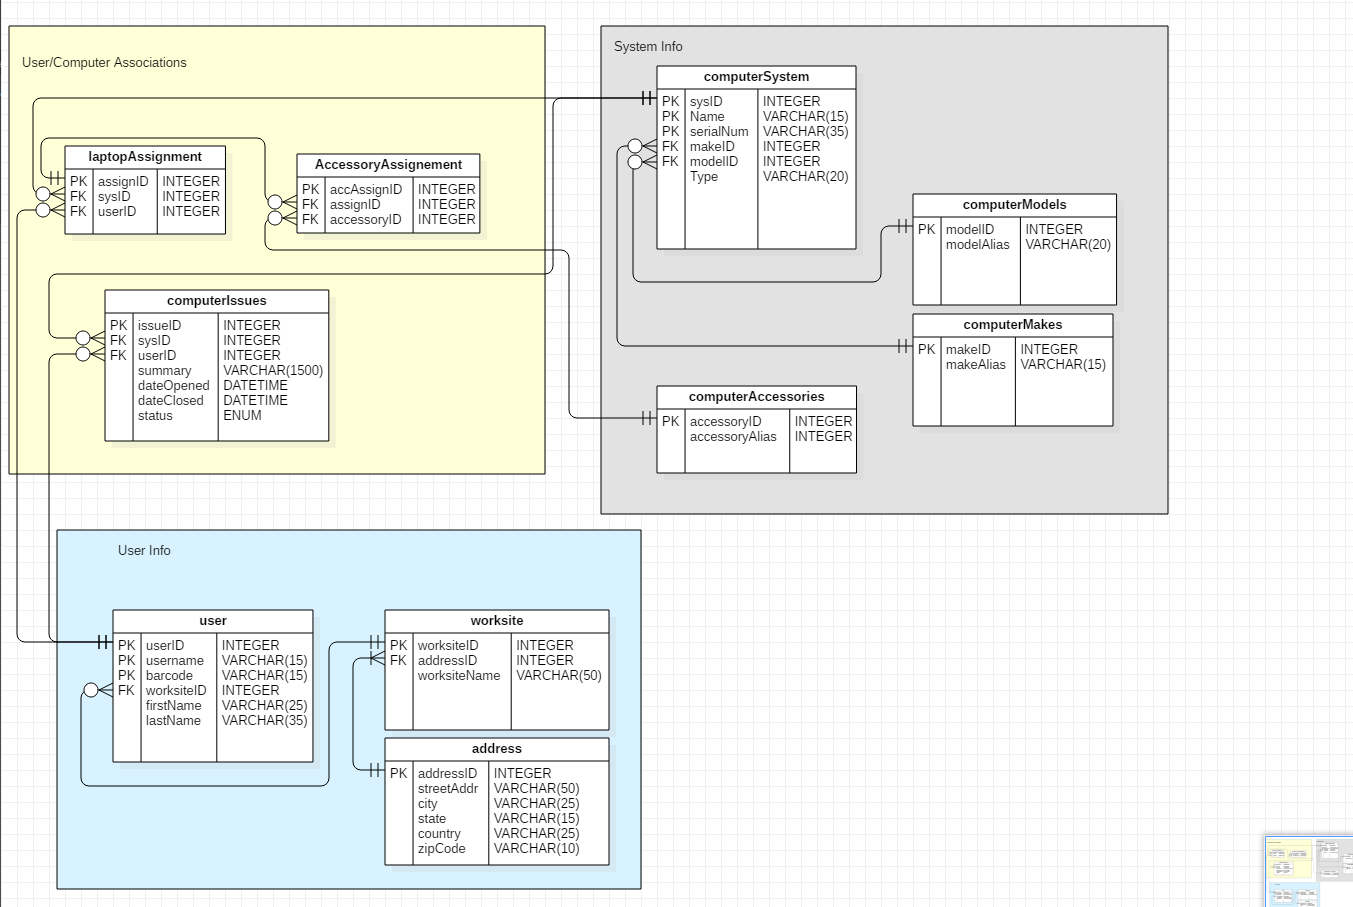 User/Computer Associations
laptopAssignment
PK assignID INTEGER
FK sysID INTEGER
FK userID INTEGER
AccessoryAssignement
PK accAssignID INTEGER
FK assignID INTEGER
FK accessoryID INTEGER
computerIssues
PK issueID INTEGER
FK sysID INTEGER
FK userID INTEGER
summary VARCHAR(1500)
dateOpened DATETIME
dateClosed DATETIME
status ENUM
System Info
computerSystem
PK sysID INTEGER
PK Name VARCHAR(15)
PK serialNum VARCHAR(35)
FK makeID INTEGER
FK modelID INTEGER
Type VARCHAR(20)
computerModels
PK modelID INTEGER
modelAlias VARCHAR(20)
computerMakes
PK makeID INTEGER
makeAlias VARCHAR(15)
computerAccessories
PK accessoryID INTEGER
accessoryAlias INTEGER
User Info
user
PK userID INTEGER
PK username VARCHAR(15)
PK barcode VARCHAR(15)
FK worksiteID INTEGER
firstName VARCHAR(25)
lastName VARCHAR(35)
worksite
PK worksiteID INTEGER
FK addressID INTEGER
worksiteName VARCHAR(50)
address
PK addressID INTEGER
streetAddr VARCHAR(50)
city VARCHAR(25)
state VARCHAR(15)
country VARCHAR(25)
zipCode VARCHAR(10)